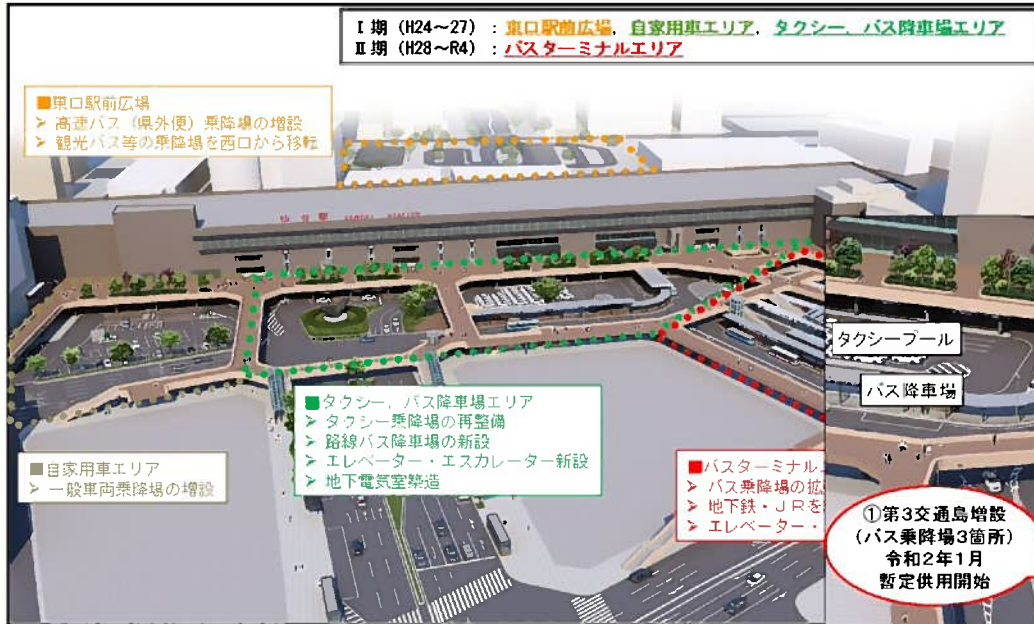 Ⅰ期(H24～27):東口駅前広場，自家用車エリア，タクシー，バス降車場エリア
Ⅱ期(H28～R4):バスターミナルエリア
■東口駅前広場
➢ 高速バス（県外便）乗降場の増設
➢ 観光バス等の乗降場を西口から移転
仙台駅
タクシープール
バス降車場
■タクシー，バス降車場エリア
➢ タクシー乗降場の再整備
➢ 路線バス降車場の新設
➢ エレベーター・エスカレーター新設
➢ 地下電気室築造
■自家用車エリア
➢ 一般車両乗降場の増設
■バスターミナル
➢ バス乗降場の拡
➢ 地下鉄・ＪＲを
➢ エレベーター・
①第3交通島増設
(バス乗降場3箇所)
令和2年1月
暫定供用開始